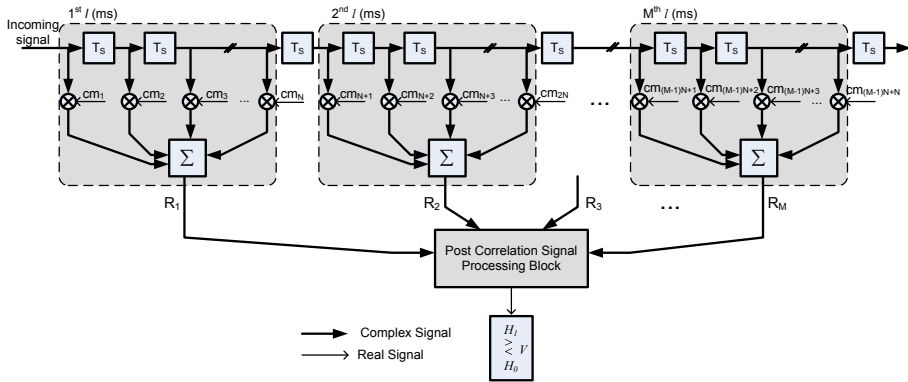 1st l (ms) 2nd l (ms) Mth l (ms)
Incoming
signal
TS TS TS TS TS TS TS TS TS
cm1 cm2 cm3 ... cmN cmN+1 cmN+2 cmN+3 ... cm2N ... cm(M-1)N+1 cm(M-1)N+2 cm(M-1)N+3 ... cm(M-1)N+N
Σ Σ Σ
R1 R2 R3 ... RM
Post Correlation Signal
Processing Block
Complex Signal
Real Signal
H1
>
< V
H0